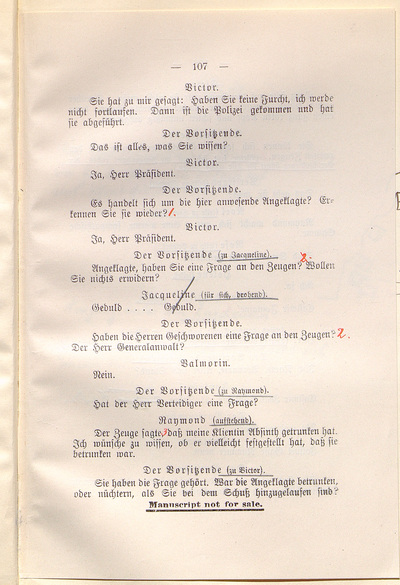 — 107 —
Victor.
Sie hat zu mir gesagt: Haben Sie keine Furcht, ich werde
nicht fortlaufen. Dann ist die Polizei gekommen und hat
sie abgeführt.
Der Vorsitzende.
Das ist alles, was Sie wissen?
Victor.
Ja, Herr Präsident.
Der Vorsitzende.
Es handelt sich um die hier anwesende Angeklagte? Er-
kennen Sie sie wieder? 1.
Victor.
Ja, Herr Präsident.
Der Vorsitzende (zu Jacqueline).
Angeklagte, haben Sie eine Frage an den Zeugen? Wollen
Sie nichts erwidern?
Jacqueline (für sich, drohend).
Geduld .... Geduld.
Der Vorsitzende.
Haben die Herren Geschworenen eine Frage an den Zeugen? 2.
Der Herr Generalanwalt?
Valmorin.
Nein.
Der Vorsitzende (zu Raymond).
Hat der Herr Verteidiger eine Frage?
Raymond (aufstehend).
Der Zeuge sagte, daß meine Klientin Absinth getrunken hat.
Ich wünsche zu wissen, ob er vielleicht festgestellt hat, daß sie
betrunken war.
Der Vorsitzende (zu Victor).
Sie haben die Frage gehört. War die Angeklagte betrunken,
oder nüchtern, als Sie bei dem Schuß hinzugelaufen sind?
Manuscript not for sale.